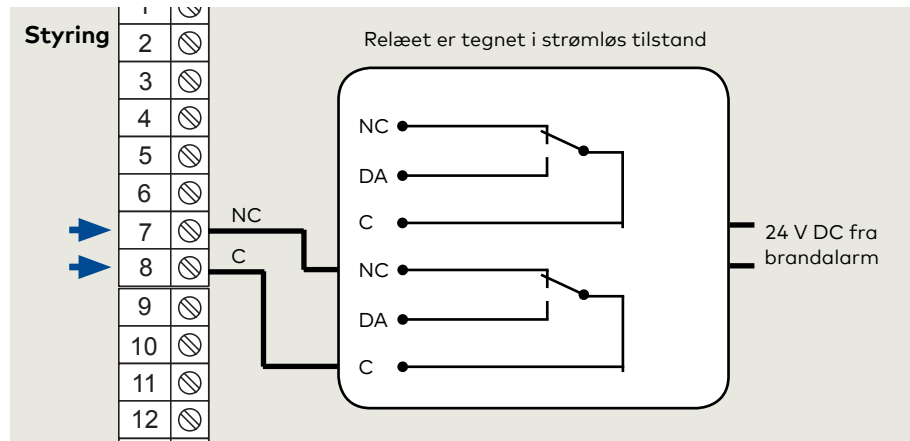 1
Styring
2
Relæet er tegnet i strømløs tilstand
3
4
5
6
7
8
9
10
11
12
NC
C
NC
DA
C
NC
DA
C
24 V DC fra
brandalarm